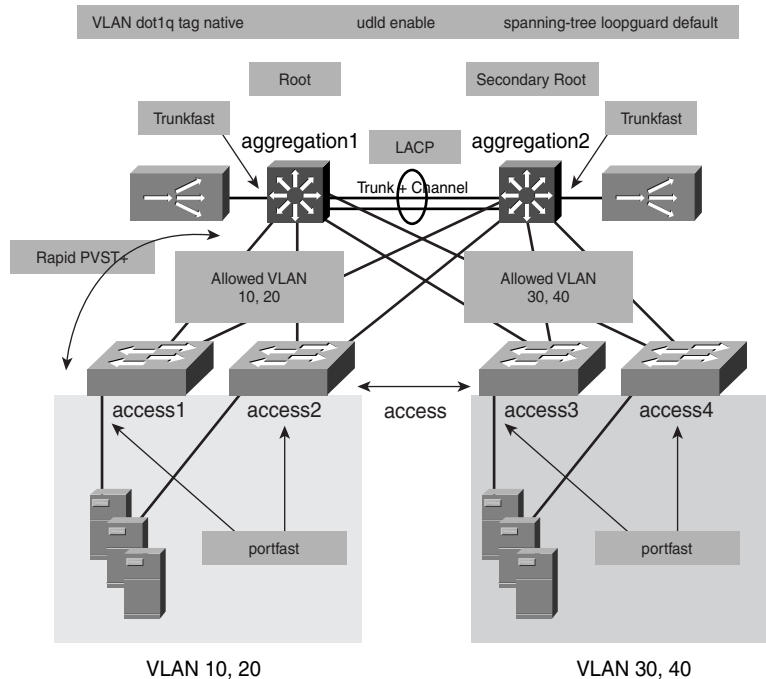 VLAN dot1q tag native
udld enable
spanning-tree loopguard default
Root
Secondary Root
Trunkfast
aggregation1
LACP
aggregation2
Trunkfast
Trunk + Channel
Rapid PVST+
Allowed VLAN
10, 20
Allowed VLAN
30, 40
access1
access2
access
access3
access4
portfast
portfast
VLAN 10, 20
VLAN 30, 40